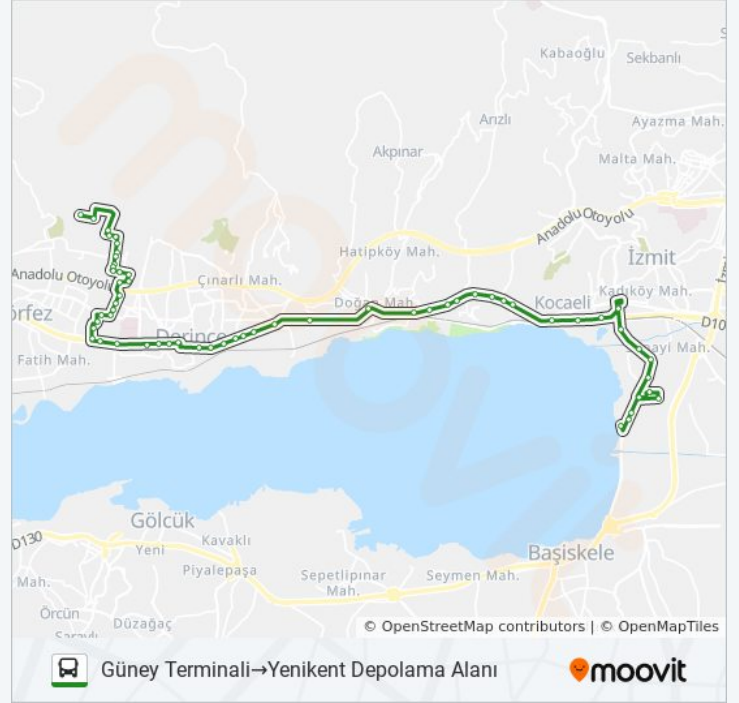 Kabaoğlu
Sekbanlı
Arızlı
Ayazma Mah.
Akpınar
Malta Mah.
Anadolu Otoyolu
Hatipköy Mah.
İzmit
Anadolu Otoyolu
Çınarlı Mah.
Kadıköy Mah.
Doğan Mah.
Kocaeli
örfez
D10
Derince
Sanayi Mah.
Fatih Mah.
Gölcük
D130
Yeni
Kavaklı
Başiskele
Piyalepaşa
Sepetlipınar
Mah.
Seymen Mah.
Mah.
Örcün
Düzağaç
Saraylı
© OpenStreetMap contributors | © OpenMapTiles
Güney Terminali→Yenikent Depolama Alanı
moovit